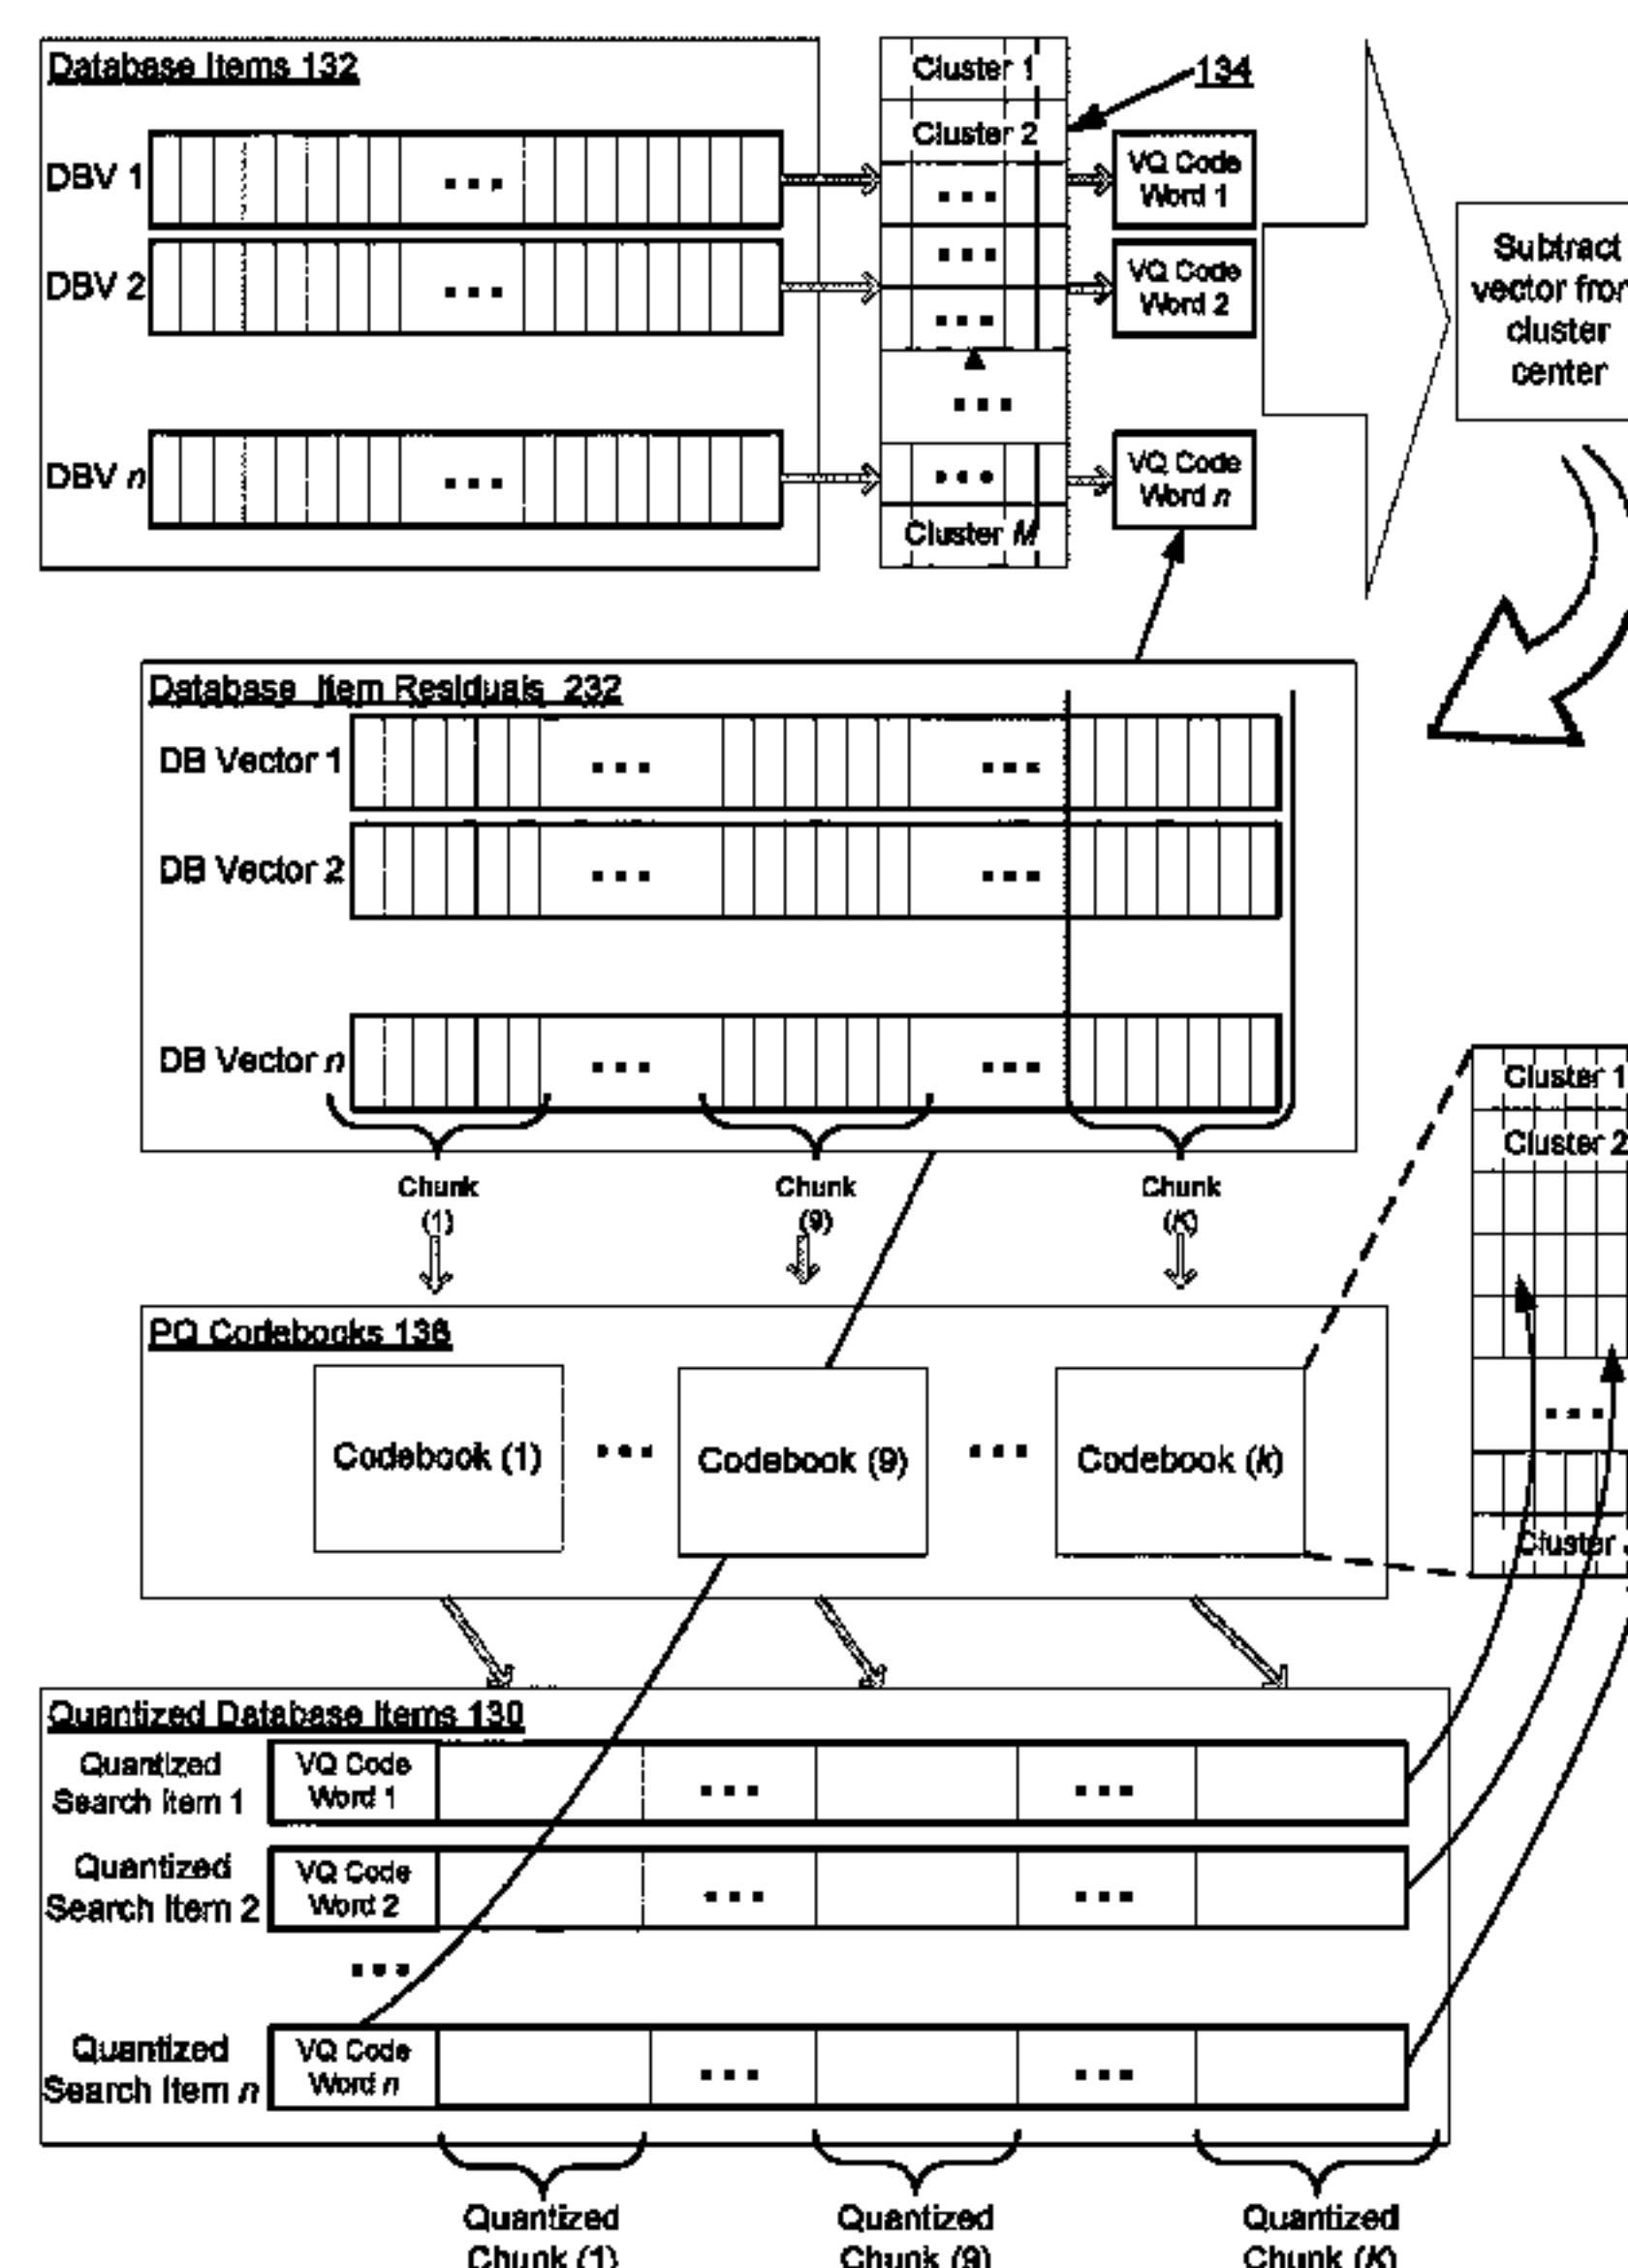 Database Items 132
Cluster 1
134
Cluster 2
DBV 1
...
...
VQ Code
Word 1
DBV 2
...
...
...
VQ Code
Word 2
Subtract
vector from
cluster
center
...
DBV n
...
...
VQ Code
Word n
Cluster M
Database Item Residuals 232
DB Vector 1
...
...
DB Vector 2
...
...
DB Vector n
...
...
Chunk
(1)
Chunk
(9)
Chunk
(K)
Cluster 1
Cluster 2
...
Cluster
PQ Codebooks 136
Codebook (1)
...
Codebook (9)
...
Codebook (k)
Quantized Database Items 130
Quantized
Search Item 1
VQ Code
Word 1
...
...
Quantized
Search Item 2
VQ Code
Word 2
...
...
...
Quantized
Search Item n
VQ Code
Word n
...
...
Quantized
Chunk (1)
Quantized
Chunk (9)
Quantized
Chunk (K)